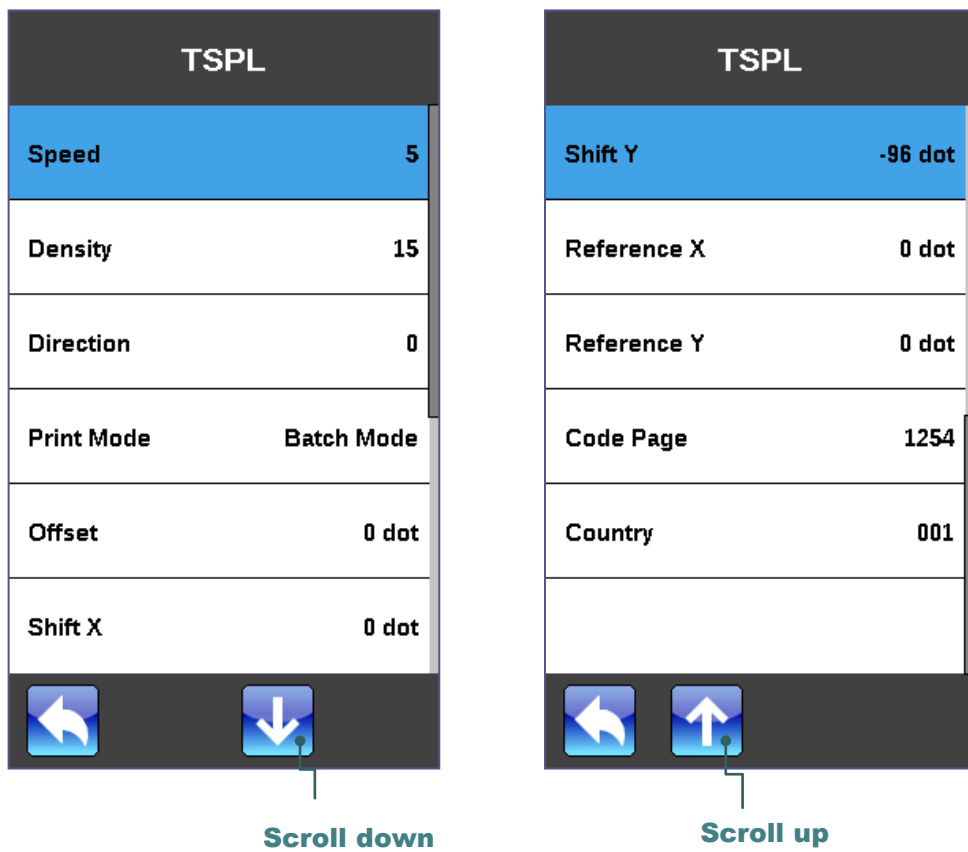 TSPL
Speed 5
Density 15
Direction 0
Print Mode Batch Mode
Offset 0 dot
Shift X 0 dot
Scroll down
TSPL
Shift Y -96 dot
Reference X 0 dot
Reference Y 0 dot
Code Page 1254
Country 001
Scroll up